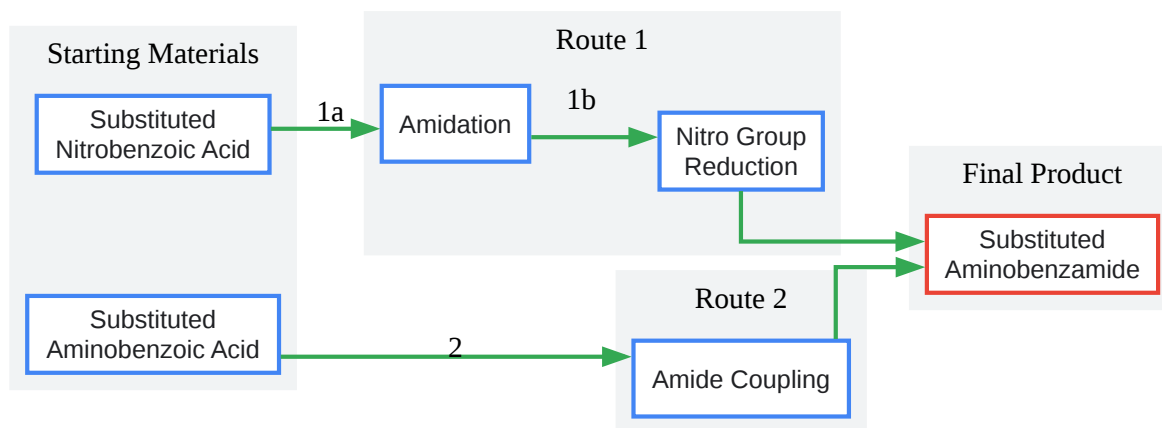 Starting Materials
Substituted
Nitrobenzoic Acid
Substituted
Aminobenzoic Acid
1a
Route 1
Amidation
1b
Nitro Group
Reduction
2
Route 2
Amide Coupling
Final Product
Substituted
Aminobenzamide